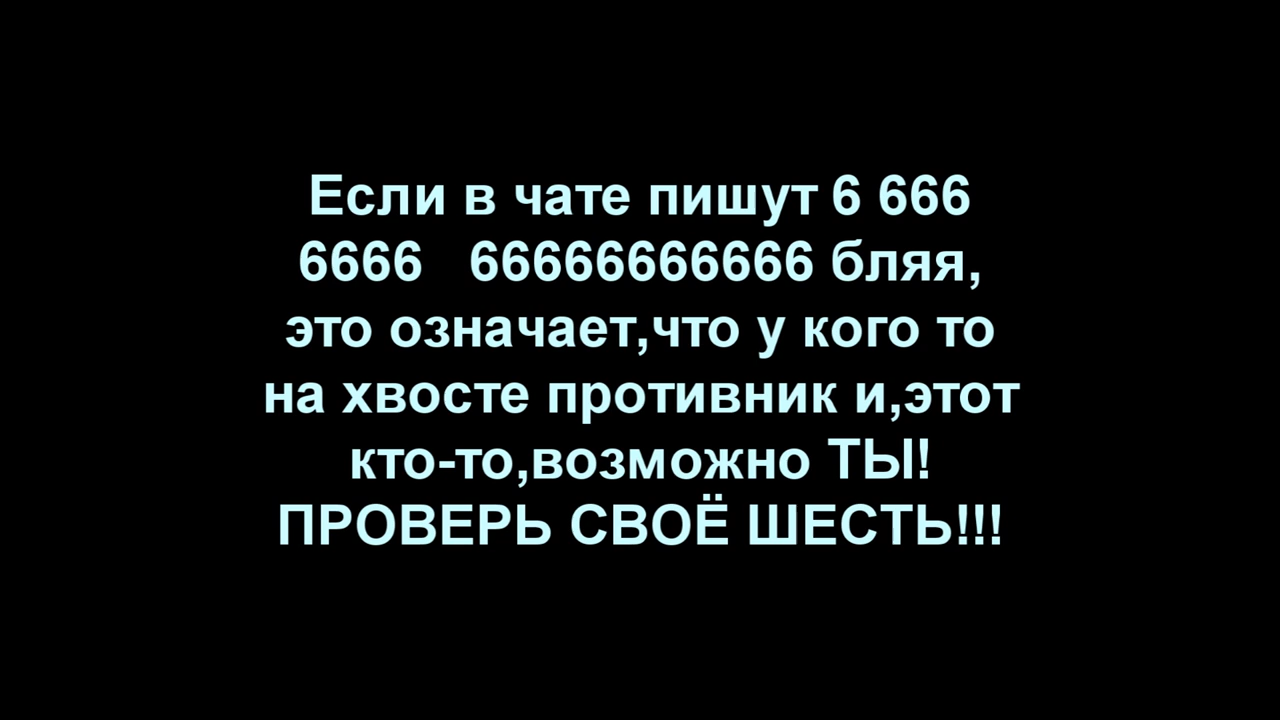 Если в чате пишут 6 666
6666   66666666666 бляя,
это означает,что у кого то
на хвосте противник и,этот
кто-то,возможно ТЫ!
ПРОВЕРЬ СВОЁ ШЕСТЬ!!!